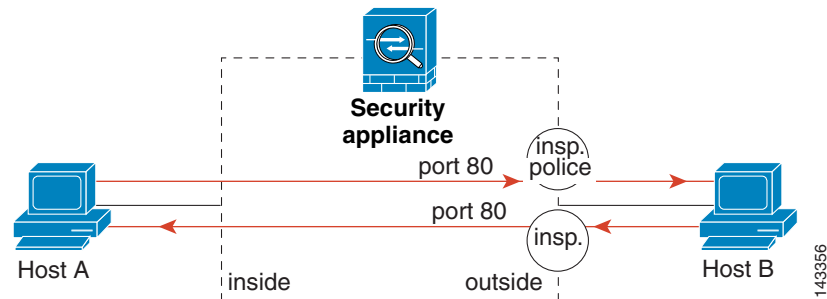 Security
appliance
insp.
police
port 80
port 80
insp.
Host A
inside
outside
Host B
143356